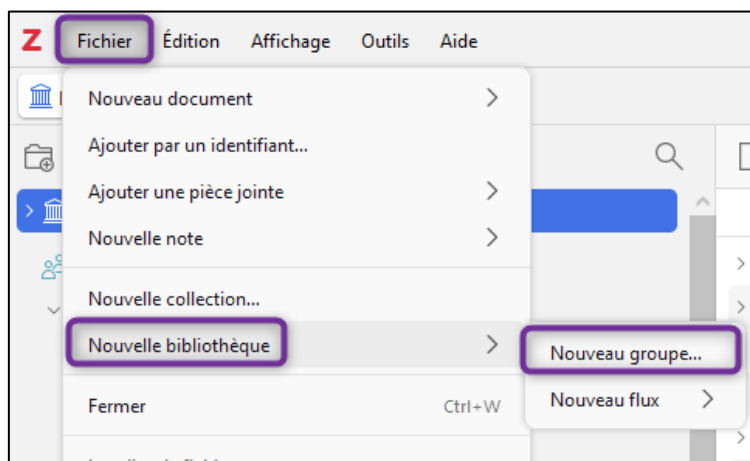 Z Fichier Édition Affichage Outils Aide
Nouveau document
Ajouter par un identifiant...
Ajouter une pièce jointe
Nouvelle note
Nouvelle collection...
Nouvelle bibliothèque
Nouveau groupe...
Nouveau flux
Fermer Ctrl+W